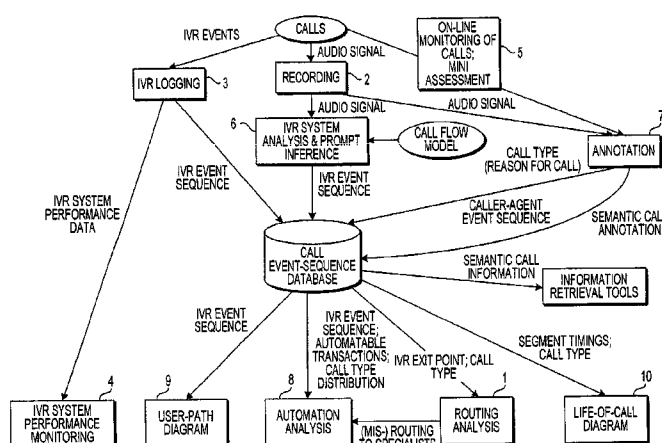 CALLS
IVR EVENTS
AUDIO SIGNAL
ON-LINE
MONITORING
OF CALLS;
MINI
ASSESSMENT
5
IVR LOGGING
3
RECORDING
2
AUDIO SIGNAL
AUDIO SIGNAL
7
6
IVR SYSTEM
ANALYSIS & PROMPT
INFERENCE
CALL FLOW
MODEL
ANNOTATION
CALL TYPE
(REASON FOR CALL)
IVR EVENT
SEQUENCE
IVR EVENT
SEQUENCE
IVR SYSTEM
PERFORMANCE
DATA
CALLER-AGENT
EVENT SEQUENCE
SEMANTIC CALL
ANNOTATION
CALL
EVENT-SEQUENCE
DATABASE
SEMANTIC CALL
INFORMATION
INFORMATION
RETRIEVAL TOOLS
IVR EVENT
SEQUENCE
IVR EVENT
SEQUENCE;
AUTOMATABLE
TRANSACTIONS;
CALL TYPE
DISTRIBUTION
IVR EXIT POINT; CALL
TYPE
SEGMENT TIMINGS;
CALL TYPE
4
IVR SYSTEM
PERFORMANCE
MONITORING
9
USER-PATH
DIAGRAM
8
AUTOMATION
ANALYSIS
1
ROUTING
ANALYSIS
10
LIFE-OF-CALL
DIAGRAM
(MIS-) ROUTING
TO SPECIALISTS